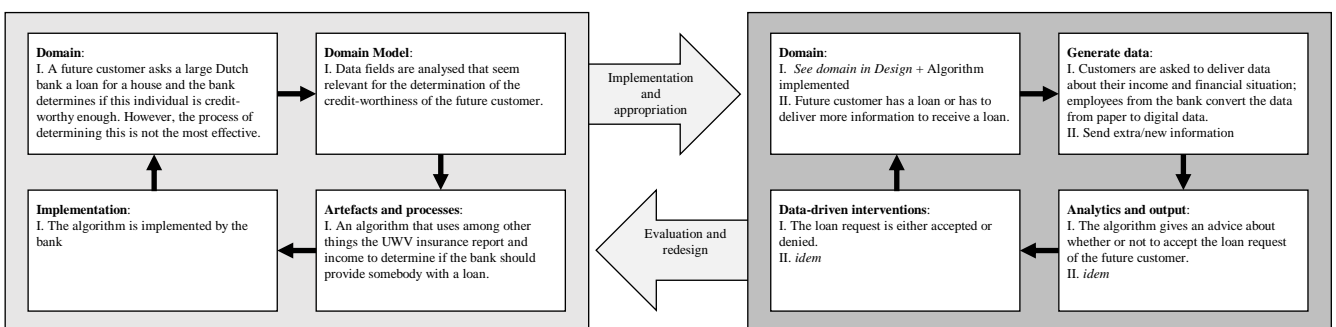 Domain:
I. A future customer asks a large Dutch
bank a loan for a house and the bank
determines if this individual is credit-
worthy enough. However, the process of
determining this is not the most effective.
Domain Model:
I. Data fields are analysed that seem
relevant for the determination of the
credit-worthiness of the future customer.
Implementation:
I. The algorithm is implemented by the
bank
Artefacts and processes:
I. An algorithm that uses among other
things the UWV insurance report and
income to determine if the bank should
provide somebody with a loan.
Implementation
and
appropriation
Evaluation and
redesign
Domain:
I. See domain in Design + Algorithm
implemented
II. Future customer has a loan or has to
deliver more information to receive a loan.
Generate data:
I. Customers are asked to deliver data
about their income and financial situation;
employees from the bank convert the data
from paper to digital data.
II. Send extra/new information
Data-driven interventions:
I. The loan request is either accepted or
denied.
II. idem
Analytics and output:
I. The algorithm gives an advice about
whether or not to accept the loan request
of the future customer.
II. idem